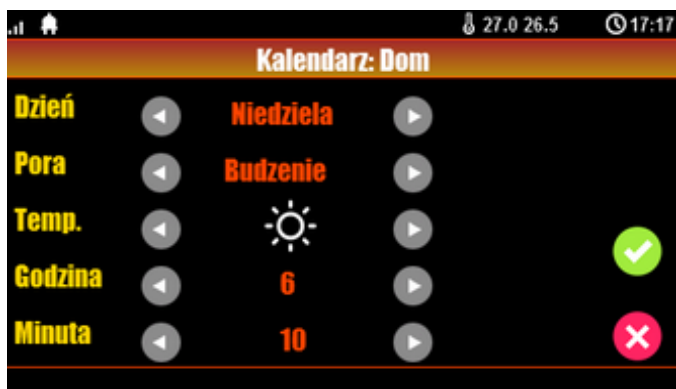 27.0 26.5 17:17
Kalendarz: Dom
Dzień Niedziela
Pora Budzenie
Temp.
Godzina 6
Minuta 10